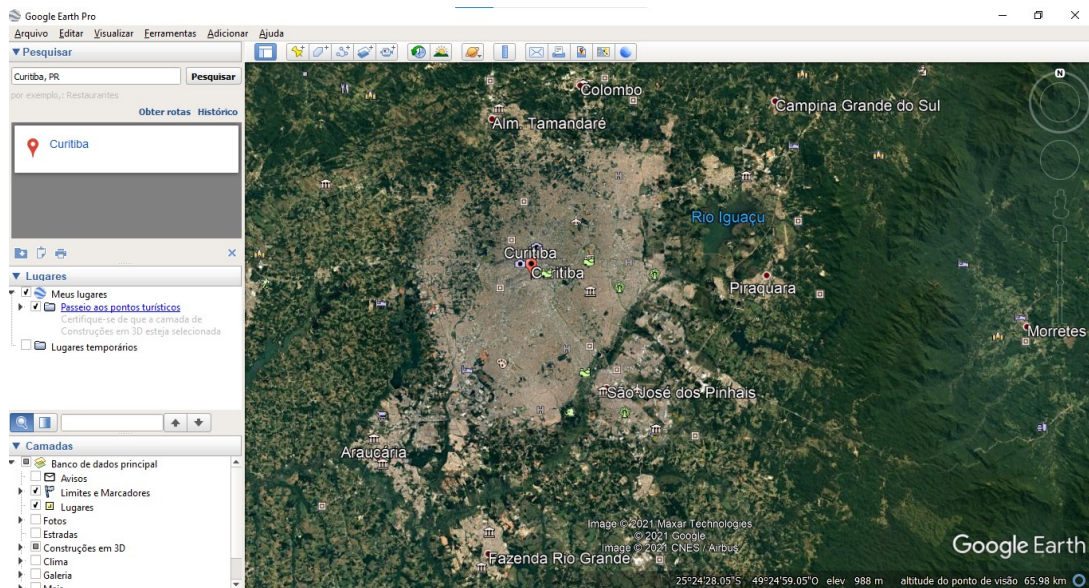 Google Earth Pro
Arquivo Editar Visualizar Ferramentas Adicionar Ajuda
▼ Pesquisar
Curitiba, PR
Pesquisar
por exemplo,: Restaurantes
Obter rotas Histórico
Curitiba
▼ Lugares
Meus lugares
Passeio aos pontos turísticos
Certifique-se de que a camada de
Construções em 3D esteja selecionada
Lugares temporários
▼ Camadas
Banco de dados principal
Avisos
Limites e Marcadores
Lugares
Fotos
Estradas
Construções em 3D
Clima
Galeria
Mais
N
Colombo
Campina Grande do Sul
Alm. Tamandaré
Rio Iguaçu
Curitiba
Curitiba
Piraquara
Morretes
São José dos Pinhais
Araucária
Fazenda Rio Grande
Image © 2021 Maxar Technologies
© 2021 Google
Image © 2021 CNES / Airbus
Google Earth
25°24'28.05"S 49°24'59.05"O elev 988 m altitude do ponto de visão 65.98 km